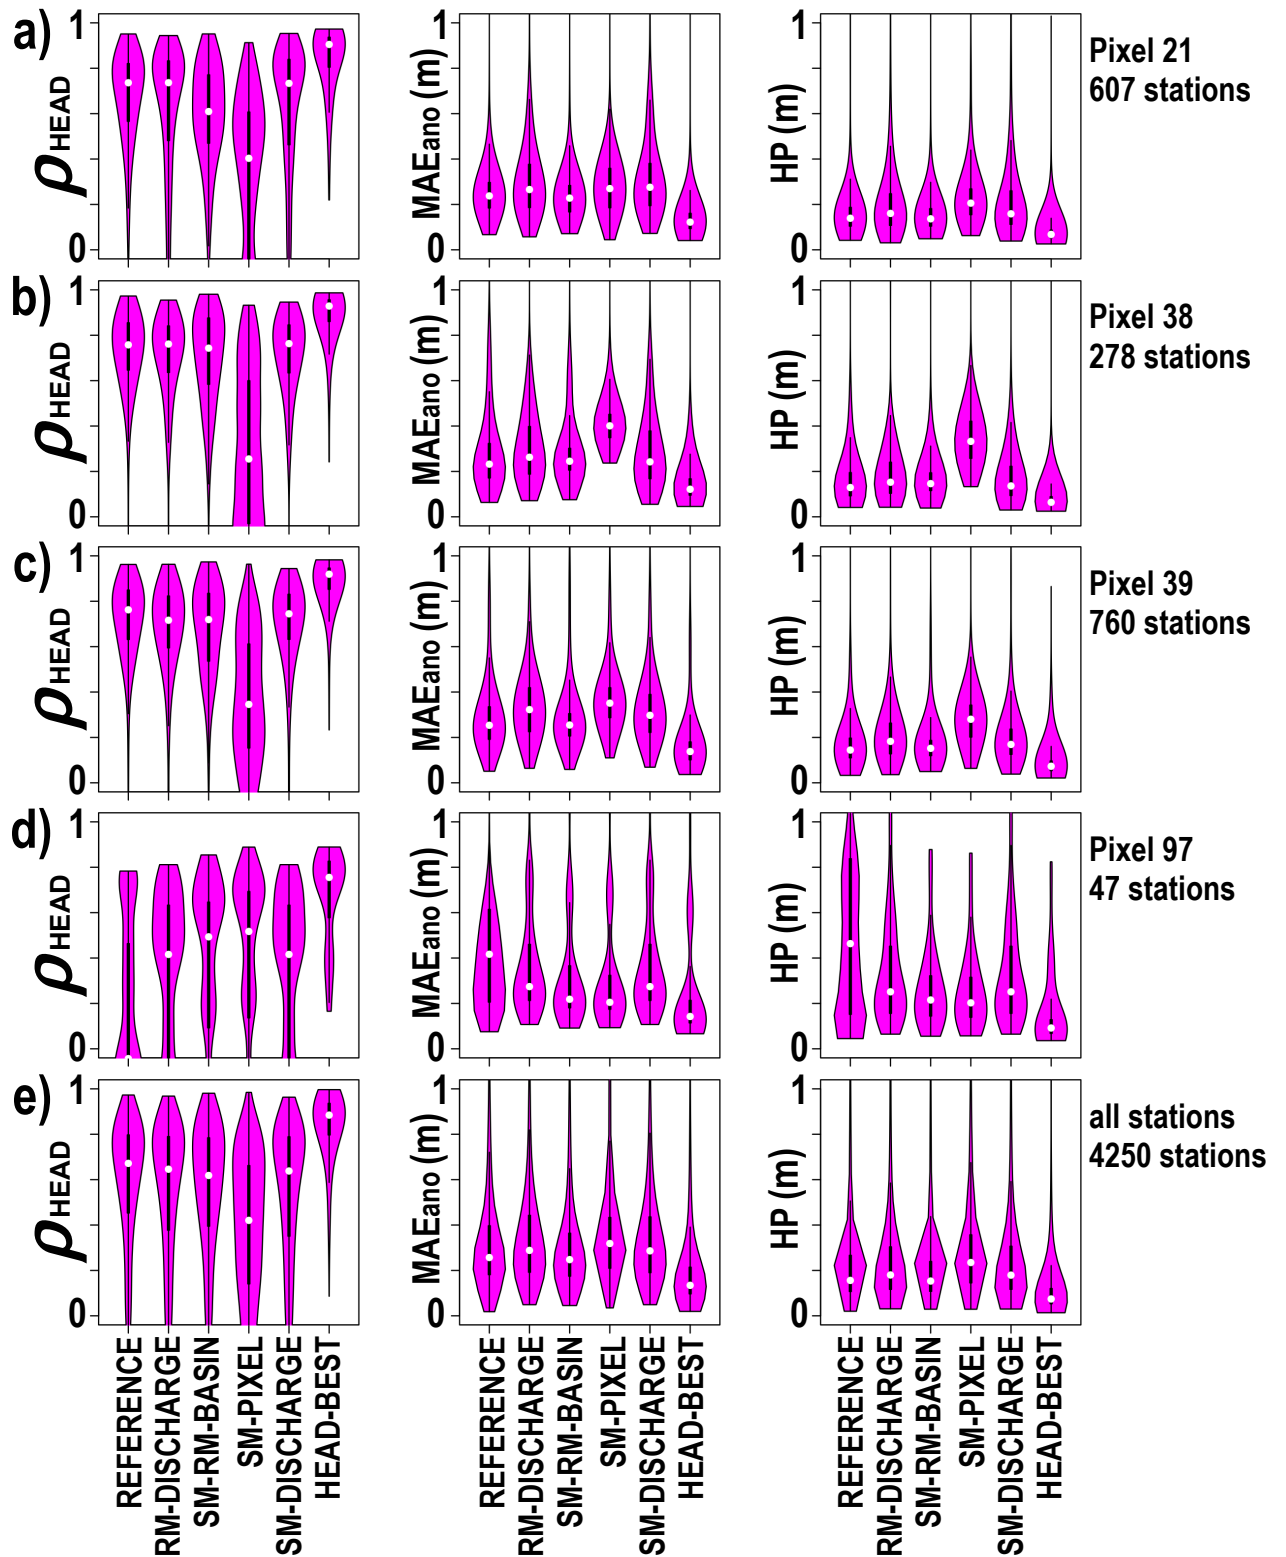 a)
1
0
ρHEAD
1
0
MAEano (m)
1
0
HP (m)
Pixel 21
607 stations
b)
1
0
ρHEAD
1
0
MAEano (m)
1
0
HP (m)
Pixel 38
278 stations
c)
1
0
ρHEAD
1
0
MAEano (m)
1
0
HP (m)
Pixel 39
760 stations
d)
1
0
ρHEAD
1
0
MAEano (m)
1
0
HP (m)
Pixel 97
47 stations
e)
1
0
ρHEAD
1
0
MAEano (m)
1
0
HP (m)
all stations
4250 stations
REFERENCE
RM-DISCHARGE
SM-RM-BASIN
SM-PIXEL
SM-DISCHARGE
HEAD-BEST
REFERENCE
RM-DISCHARGE
SM-RM-BASIN
SM-PIXEL
SM-DISCHARGE
HEAD-BEST
REFERENCE
RM-DISCHARGE
SM-RM-BASIN
SM-PIXEL
SM-DISCHARGE
HEAD-BEST